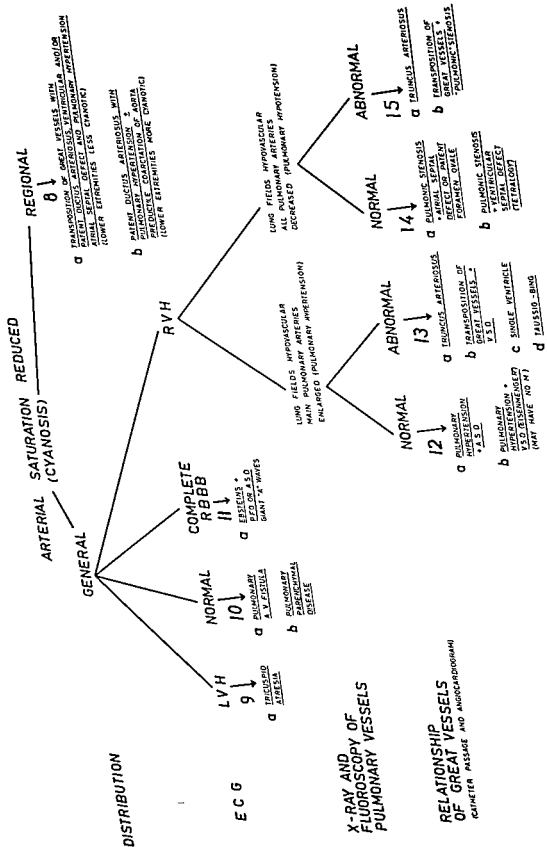 ARTERIAL SATURATION REDUCED
(CYANOSIS)
GENERAL
REGIONAL
8
a TRANSPOSITION OF GREAT VESSELS WITH
PATENT DUCTUS ARTERIOSUS, VENTRICULAR AND/OR
ATRIAL SEPTAL DEFECT AND PULMONARY HYPERTENSION
(LOWER EXTREMITIES LESS CYANOTIC)
b PATENT DUCTUS ARTERIOSUS WITH
PULMONARY HYPERTENSION ±
PREDUCTILE COARCTATION OF AORTA
(LOWER EXTREMITIES MORE CYANOTIC)
DISTRIBUTION
ECG
LVH
9
a TRICUSPID
ATRESIA
NORMAL
10
a PULMONARY
A V FISTULA
b PULMONARY
PARENCHYMAL
DISEASE
COMPLETE
RBBB
11
a EBSTEINS +
P.F.O OR A S D
GIANT "A" WAVES
RVH
X-RAY AND
FLUOROSCOPY OF
PULMONARY VESSELS
LUNG FIELDS HYPOVASCULAR
MAIN PULMONARY ARTERIES
ENLARGED (PULMONARY HYPERTENSION)
LUNG FIELDS HYPOVASCULAR
ALL PULMONARY ARTERIES
DECREASED (PULMONARY HYPOTENSION)
RELATIONSHIP
OF GREAT VESSELS
(CATHETER PASSAGE AND ANGIOCARDIOGRAM)
NORMAL
12
a PULMONARY
HYPERTENSION
+ A S D
b PULMONARY
HYPERTENSION +
V.S.D (EISENMENGER)
(MAY HAVE NO M)
ABNORMAL
13
a TRUNCUS ARTERIOSUS
b TRANSPOSITION OF
GREAT VESSELS +
V S D
c SINGLE VENTRICLE
d TAUSSIG-BING
NORMAL
14
a PULMONIC STENOSIS
+ ATRIAL SEPTAL
DEFECT OR PATENT
FORAMEN OVALE
b PULMONIC STENOSIS
+ VENTRICULAR
SEPTAL DEFECT
(TETRALOGY)
ABNORMAL
15
a TRUNCUS ARTERIOSUS
b TRANSPOSITION OF
GREAT VESSELS +
"PULMONIC" STENOSIS